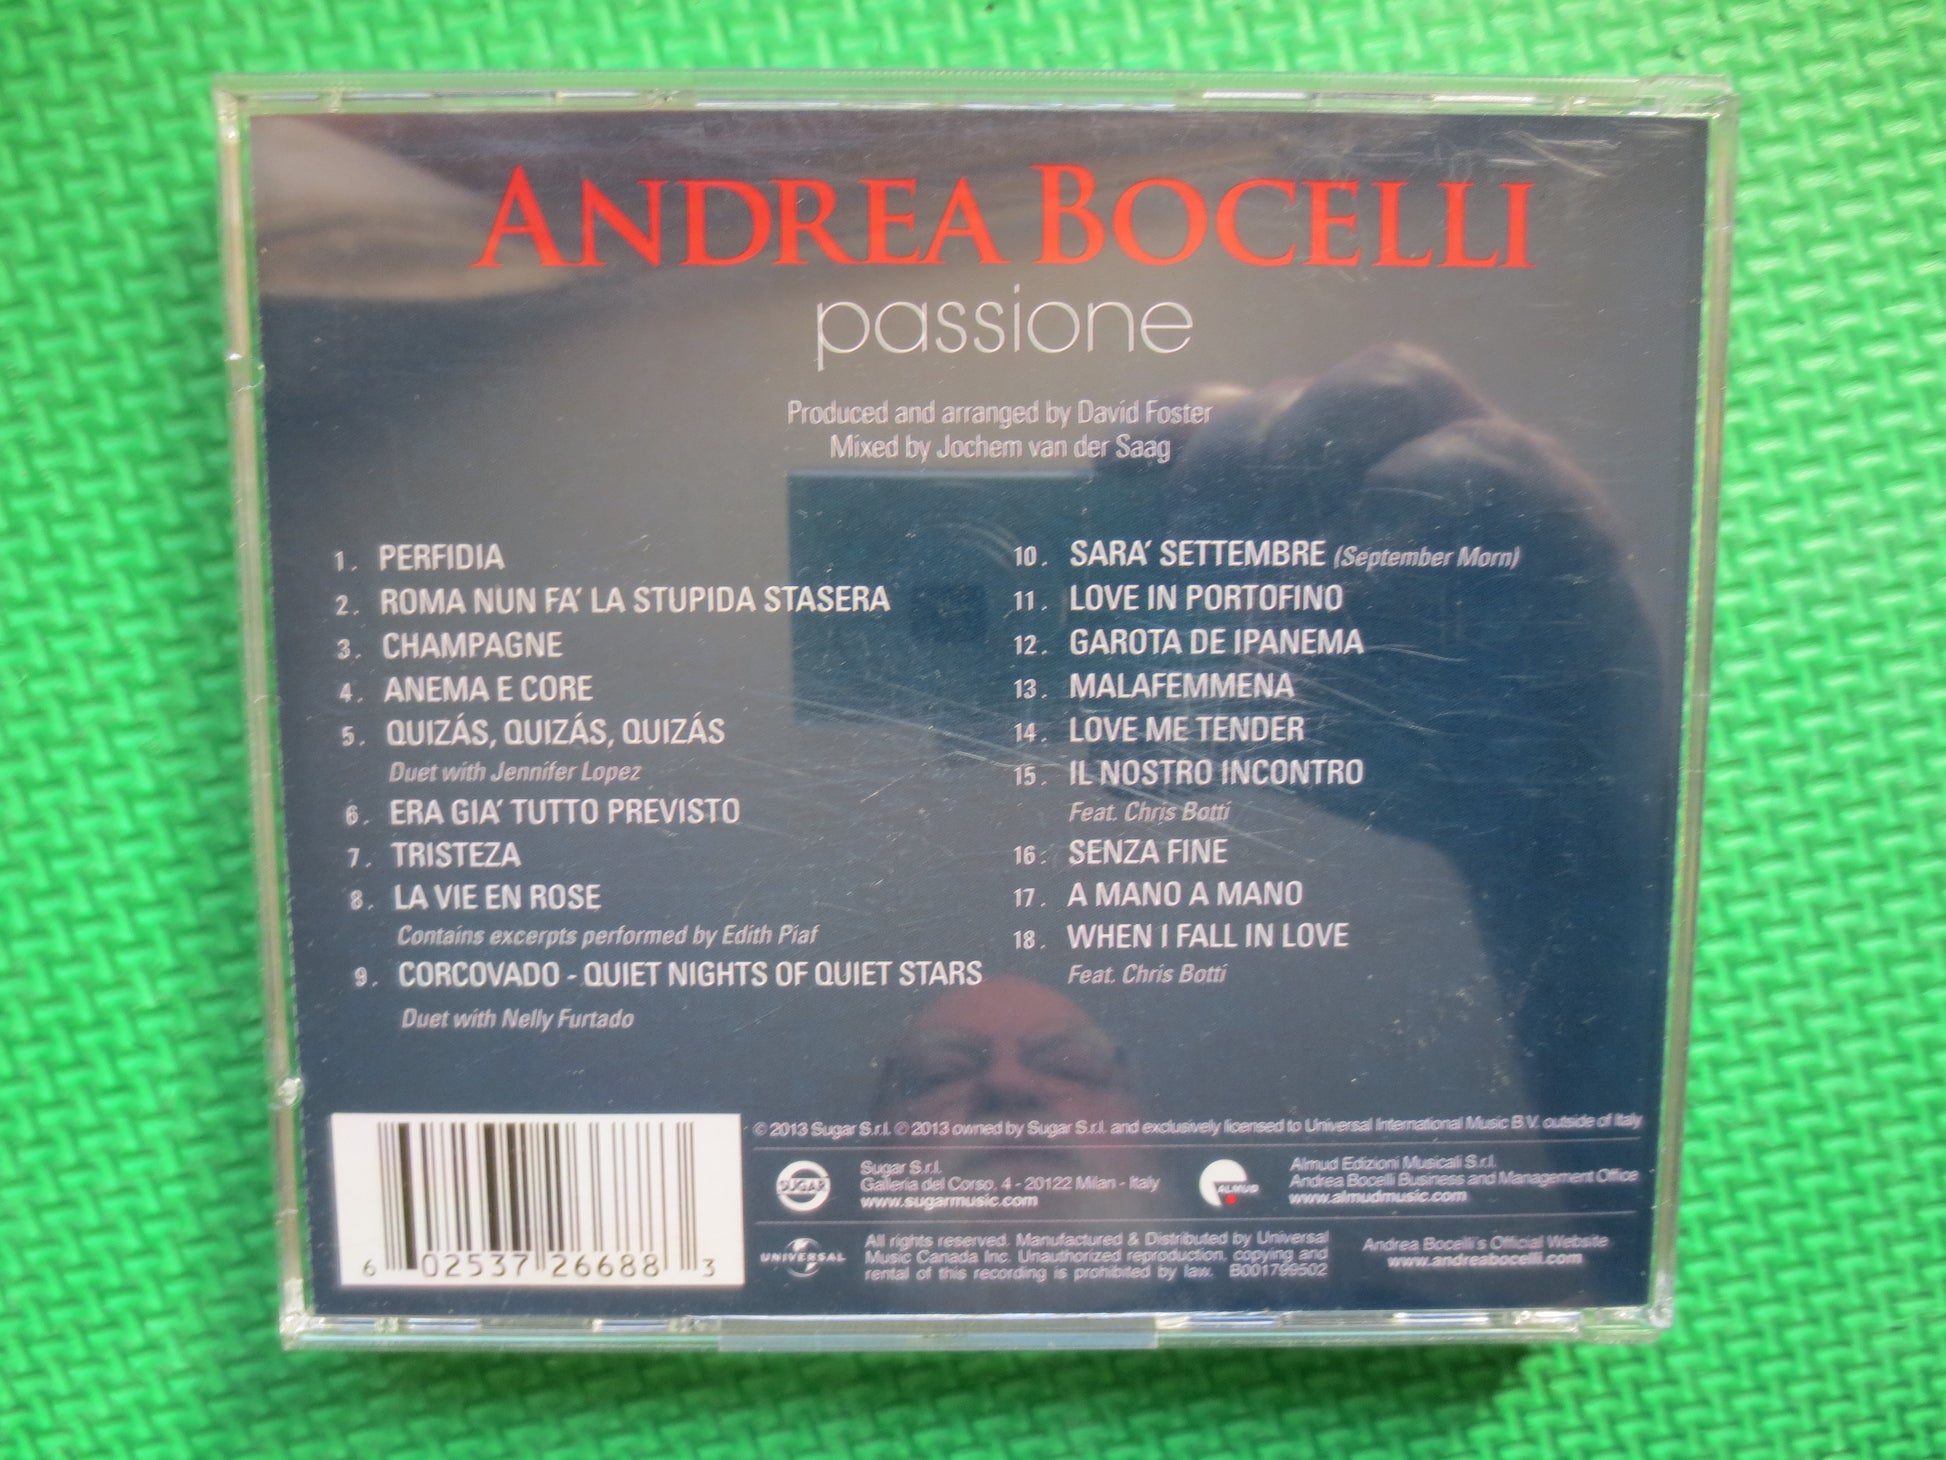 ANDREA BOCELLI
passione
Produced and arranged by David Foster
Mixed by Jochem van der Saag
1. PERFIDIA
2. ROMA NUN FA' LA STUPIDA STASERA
3. CHAMPAGNE
4. ANEMA E CORE
5. QUIZÁS, QUIZÁS, QUIZÁS
Duet with Jennifer Lopez
6. ERA GIA' TUTTO PREVISTO
7. TRISTEZA
8. LA VIE EN ROSE
Contains excerpts performed by Edith Piaf
9. CORCOVADO - QUIET NIGHTS OF QUIET STARS
Duet with Nelly Furtado
10. SARA' SETTEMBRE (September Morn)
11. LOVE IN PORTOFINO
12. GAROTA DE IPANEMA
13. MALAFEMMENA
14. LOVE ME TENDER
15. IL NOSTRO INCONTRO
Feat. Chris Botti
16. SENZA FINE
17. A MANO A MANO
18. WHEN I FALL IN LOVE
Feat. Chris Botti
6 02537 26688 3
© 2013 Sugar S.r.l. ℗ 2013 owned by Sugar S.r.l. and exclusively licensed to Universal International Music B.V. outside of Italy
SUGAR
Sugar S.r.l.
Galleria del Corso, 4 - 20122 Milan - Italy
www.sugarmusic.com
ALMUD
Almud Edizioni Musicali S.r.l.
Andrea Bocelli Business and Management Office
www.almudmusic.com
UNIVERSAL
All rights reserved. Manufactured & Distributed by Universal
Music Canada Inc. Unauthorized reproduction, copying and
rental of this recording is prohibited by law. B001799502
Andrea Bocelli's Official Website
www.andreabocelli.com